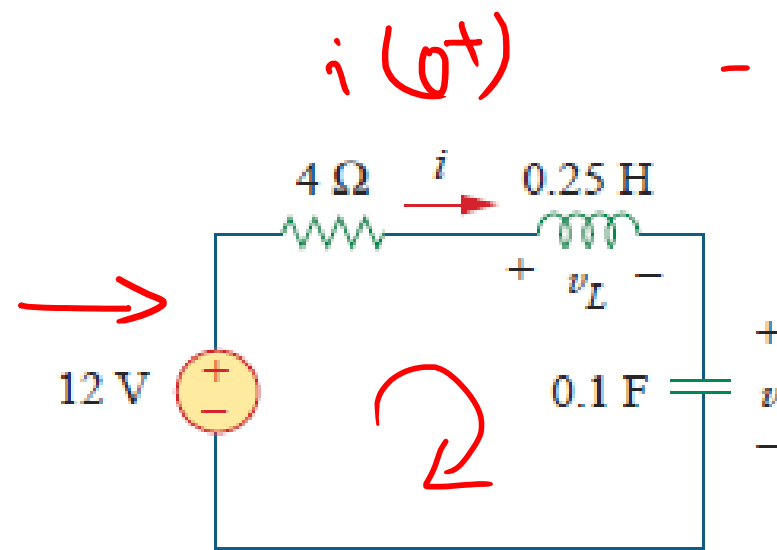 i (0⁺)
4 Ω i 0.25 H
+ v_L −
12 V + − 0.1 F + v −